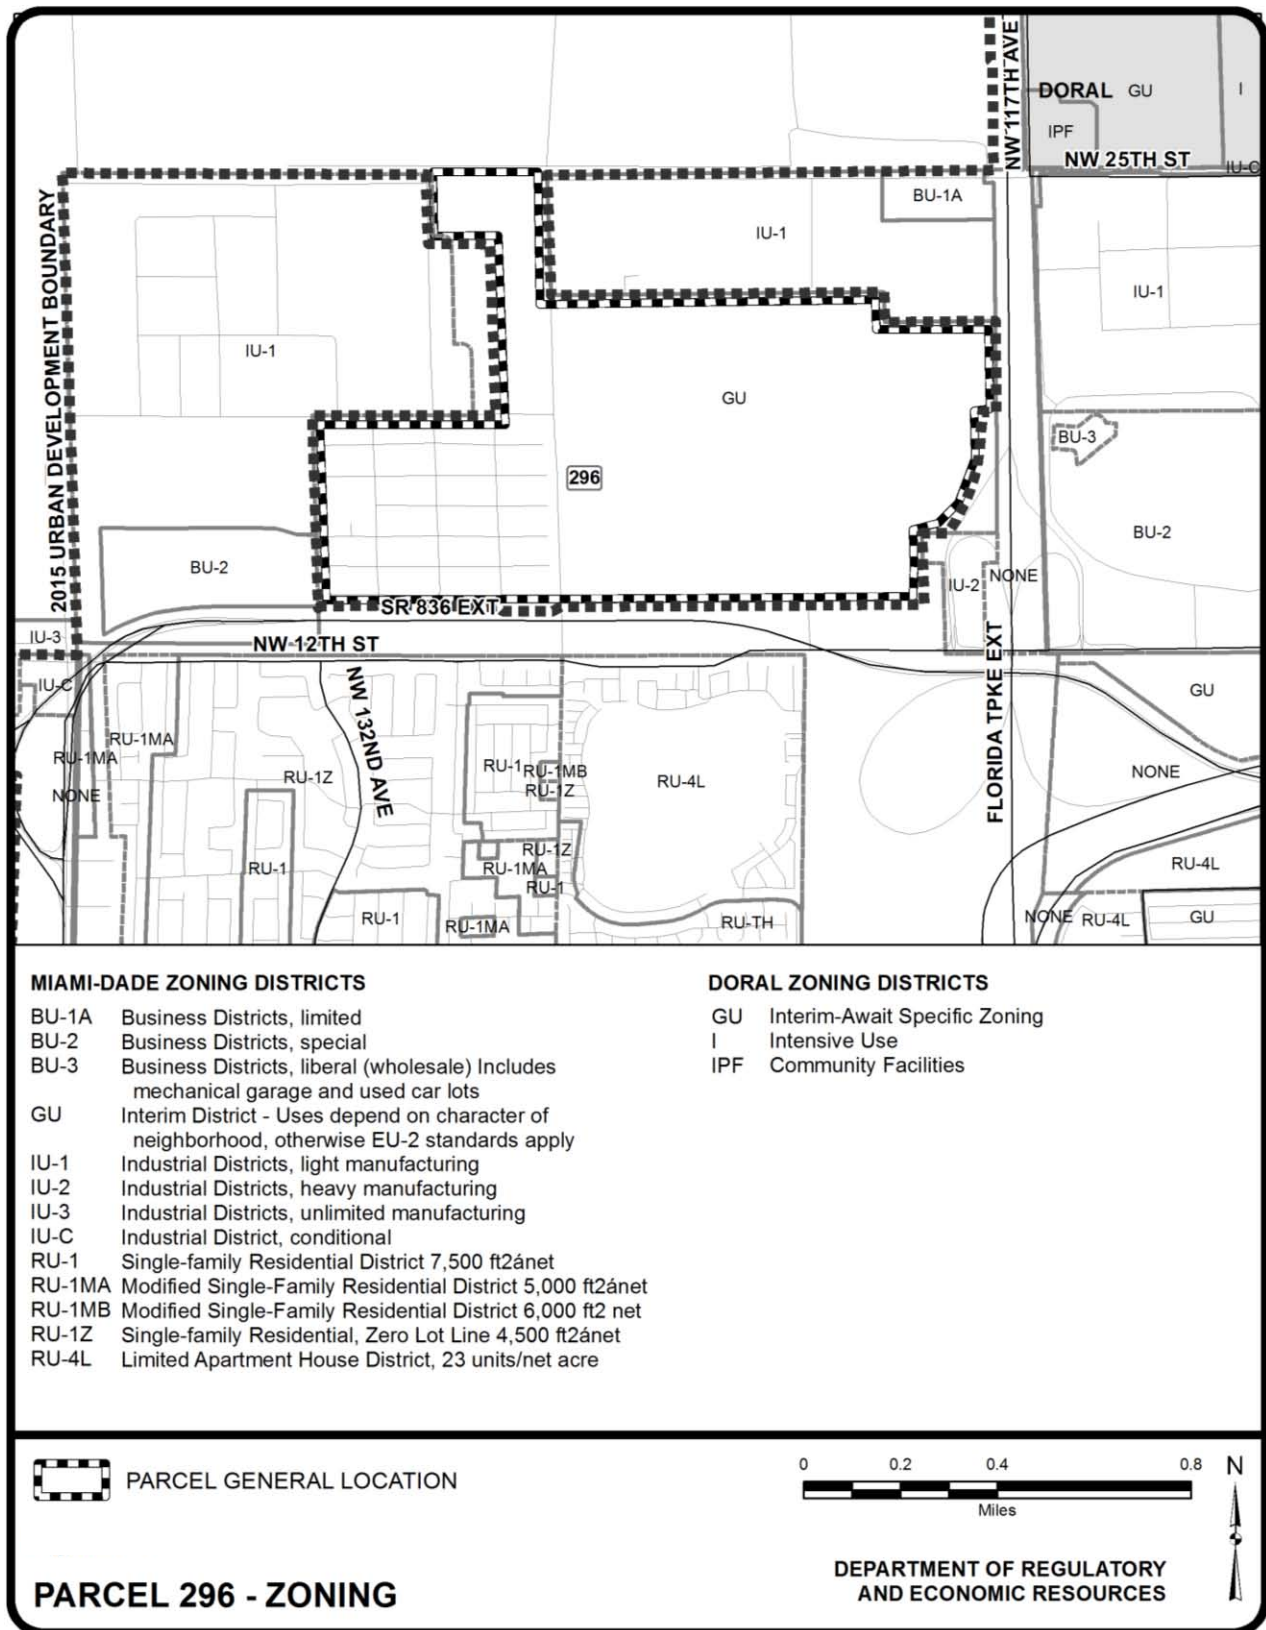 NW 117TH AVE
DORAL
GU
I
IPF
NW 25TH ST
IU-C
BU-1A
IU-1
IU-1
2015 URBAN DEVELOPMENT BOUNDARY
IU-1
GU
BU-3
296
BU-2
BU-2
IU-2
NONE
SR 836 EXT
IU-3
NW 12TH ST
FLORIDA TPKE EXT
IU-C
GU
NW 132ND AVE
RU-1MA
RU-1MA
RU-1Z
RU-1
RU-1MB
RU-1Z
RU-4L
NONE
NONE
RU-1Z
RU-1
RU-1MA
RU-4L
RU-1
RU-1
RU-1MA
RU-TH
NONE
RU-4L
GU
MIAMI-DADE ZONING DISTRICTS
BU-1A Business Districts, limited
BU-2 Business Districts, special
BU-3 Business Districts, liberal (wholesale) Includes
mechanical garage and used car lots
GU Interim District - Uses depend on character of
neighborhood, otherwise EU-2 standards apply
IU-1 Industrial Districts, light manufacturing
IU-2 Industrial Districts, heavy manufacturing
IU-3 Industrial Districts, unlimited manufacturing
IU-C Industrial District, conditional
RU-1 Single-family Residential District 7,500 ft2ánet
RU-1MA Modified Single-Family Residential District 5,000 ft2ánet
RU-1MB Modified Single-Family Residential District 6,000 ft2 net
RU-1Z Single-family Residential, Zero Lot Line 4,500 ft2ánet
RU-4L Limited Apartment House District, 23 units/net acre
DORAL ZONING DISTRICTS
GU Interim-Await Specific Zoning
I Intensive Use
IPF Community Facilities
PARCEL GENERAL LOCATION
0 0.2 0.4 0.8
Miles
N
PARCEL 296 - ZONING
DEPARTMENT OF REGULATORY
AND ECONOMIC RESOURCES